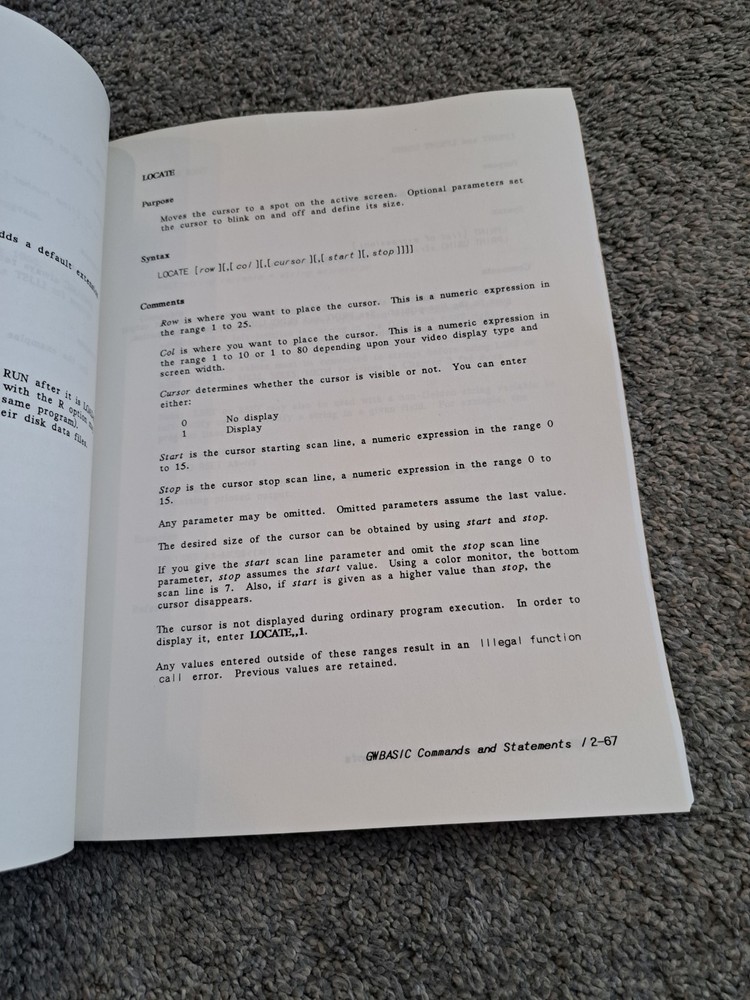 dds a default exten
RUN after it is
with the R option
same program).
eir disk data files.
LOCATE
Purpose
Moves the cursor to a spot on the active screen. Optional parameters set
the cursor to blink on and off and define its size.
Syntax
LOCATE [row ][,[ col ][,[ cursor ][,[ start ][, stop ]]]]
Comments
Row is where you want to place the cursor. This is a numeric expression in
the range 1 to 25.
Col is where you want to place the cursor. This is a numeric expression in
the range 1 to 10 or 1 to 80 depending upon your video display type and
screen width.
Cursor determines whether the cursor is visible or not. You can enter
either:
0 No display
1 Display
Start is the cursor starting scan line, a numeric expression in the range 0
to 15.
Stop is the cursor stop scan line, a numeric expression in the range 0 to
15.
Any parameter may be omitted. Omitted parameters assume the last value.
The desired size of the cursor can be obtained by using start and stop.
If you give the start scan line parameter and omit the stop scan line
parameter, stop assumes the start value. Using a color monitor, the bottom
scan line is 7. Also, if start is given as a higher value than stop, the
cursor disappears.
The cursor is not displayed during ordinary program execution. In order to
display it, enter LOCATE,,1.
Any values entered outside of these ranges result in an Illegal function
call error. Previous values are retained.
GWBASIC Commands and Statements / 2-67